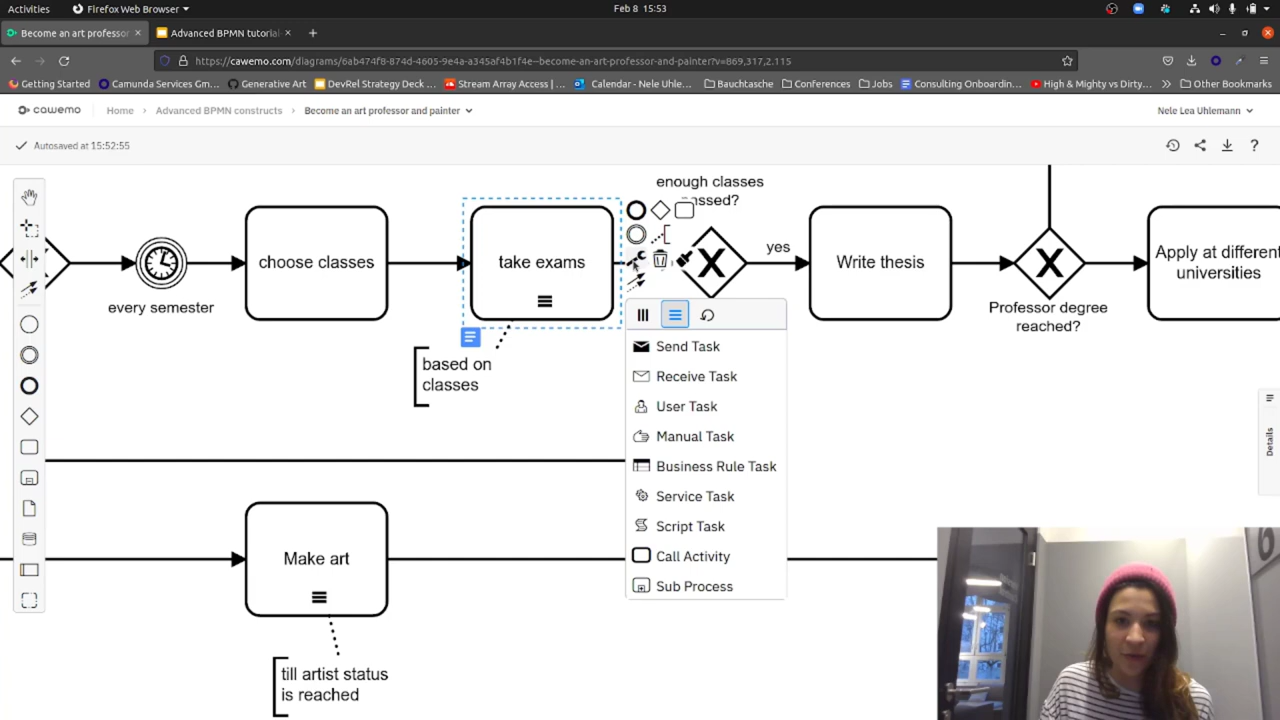 Activities
Firefox Web Browser
Feb 8 15:53
Become an art professor
Advanced BPMN tutorial
https://cawemo.com/diagrams/6ab474f8-874d-4605-9e4a-a345af4b1f4e--become-an-art-professor-and-painter?v=869,317,2.115
Getting Started
Camunda Services Gm...
Generative Art
DevRel Strategy Deck ...
Stream Array Access | ...
Calendar - Nele Uhle...
Bauchtasche
Conferences
Jobs
Consulting Onboardin...
High & Mighty vs Dirty...
Other Bookmarks
cawemo
Home
Advanced BPMN constructs
Become an art professor and painter
Nele Lea Uhlemann
Autosaved at 15:52:55
?
enough classes
choose classes
take exams
yes
Write thesis
Apply at different
universities
every semester
Professor degree
reached?
based on
classes
Send Task
Receive Task
User Task
Manual Task
Business Rule Task
Service Task
Script Task
Call Activity
Sub Process
Details
Make art
till artist status
is reached